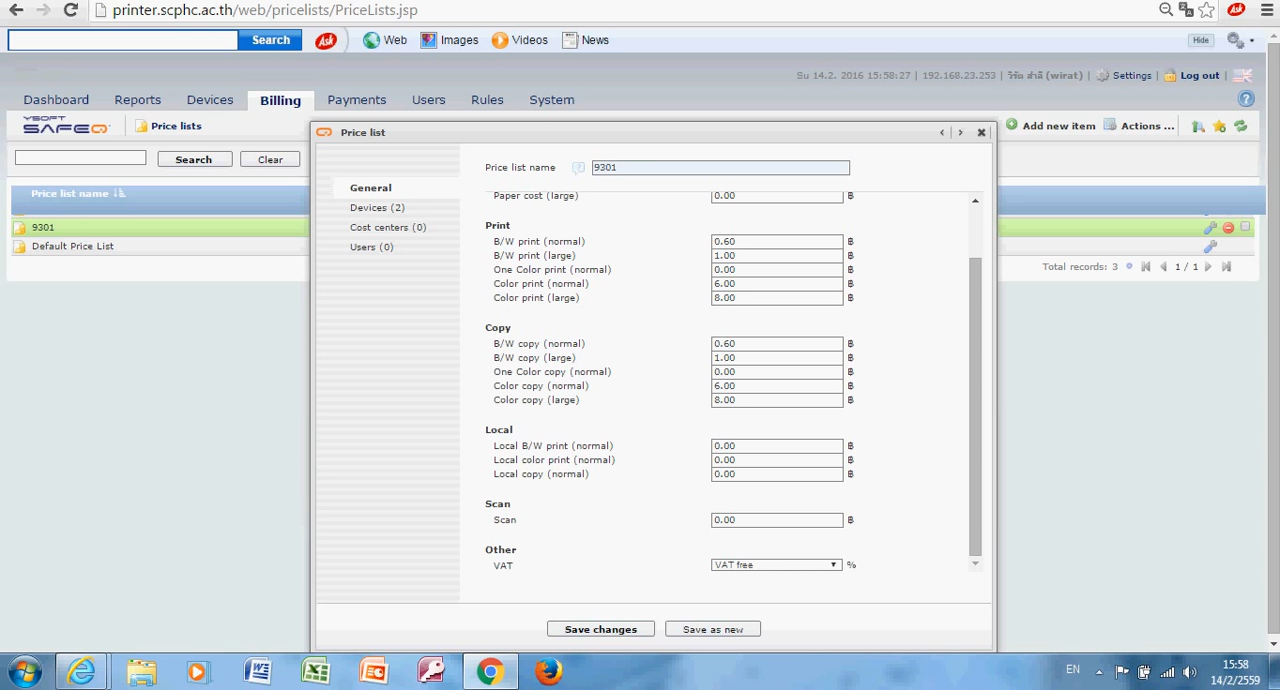 printer.scphc.ac.th/web/pricelists/PriceLists.jsp
Search Ask Web Images Videos News Hide
Su 14.2. 2016 15:58:27 | 192.168.23.253 | (wirat) | Settings | Log out |
Dashboard Reports Devices Billing Payments Users Rules System
YSOFT SAFEQ Price lists Add new item Actions ...
Search Clear
Price list name
9301
Default Price List
Total records: 3 1 / 1
Price list
General
Devices (2)
Cost centers (0)
Users (0)
Price list name 9301
Paper cost (large) 0.00 ฿
Print
B/W print (normal) 0.60 ฿
B/W print (large) 1.00 ฿
One Color print (normal) 0.00 ฿
Color print (normal) 6.00 ฿
Color print (large) 8.00 ฿
Copy
B/W copy (normal) 0.60 ฿
B/W copy (large) 1.00 ฿
One Color copy (normal) 0.00 ฿
Color copy (normal) 6.00 ฿
Color copy (large) 8.00 ฿
Local
Local B/W print (normal) 0.00 ฿
Local color print (normal) 0.00 ฿
Local copy (normal) 0.00 ฿
Scan
Scan 0.00 ฿
Other
VAT VAT free %
Save changes Save as new
EN 15:58
14/2/2559